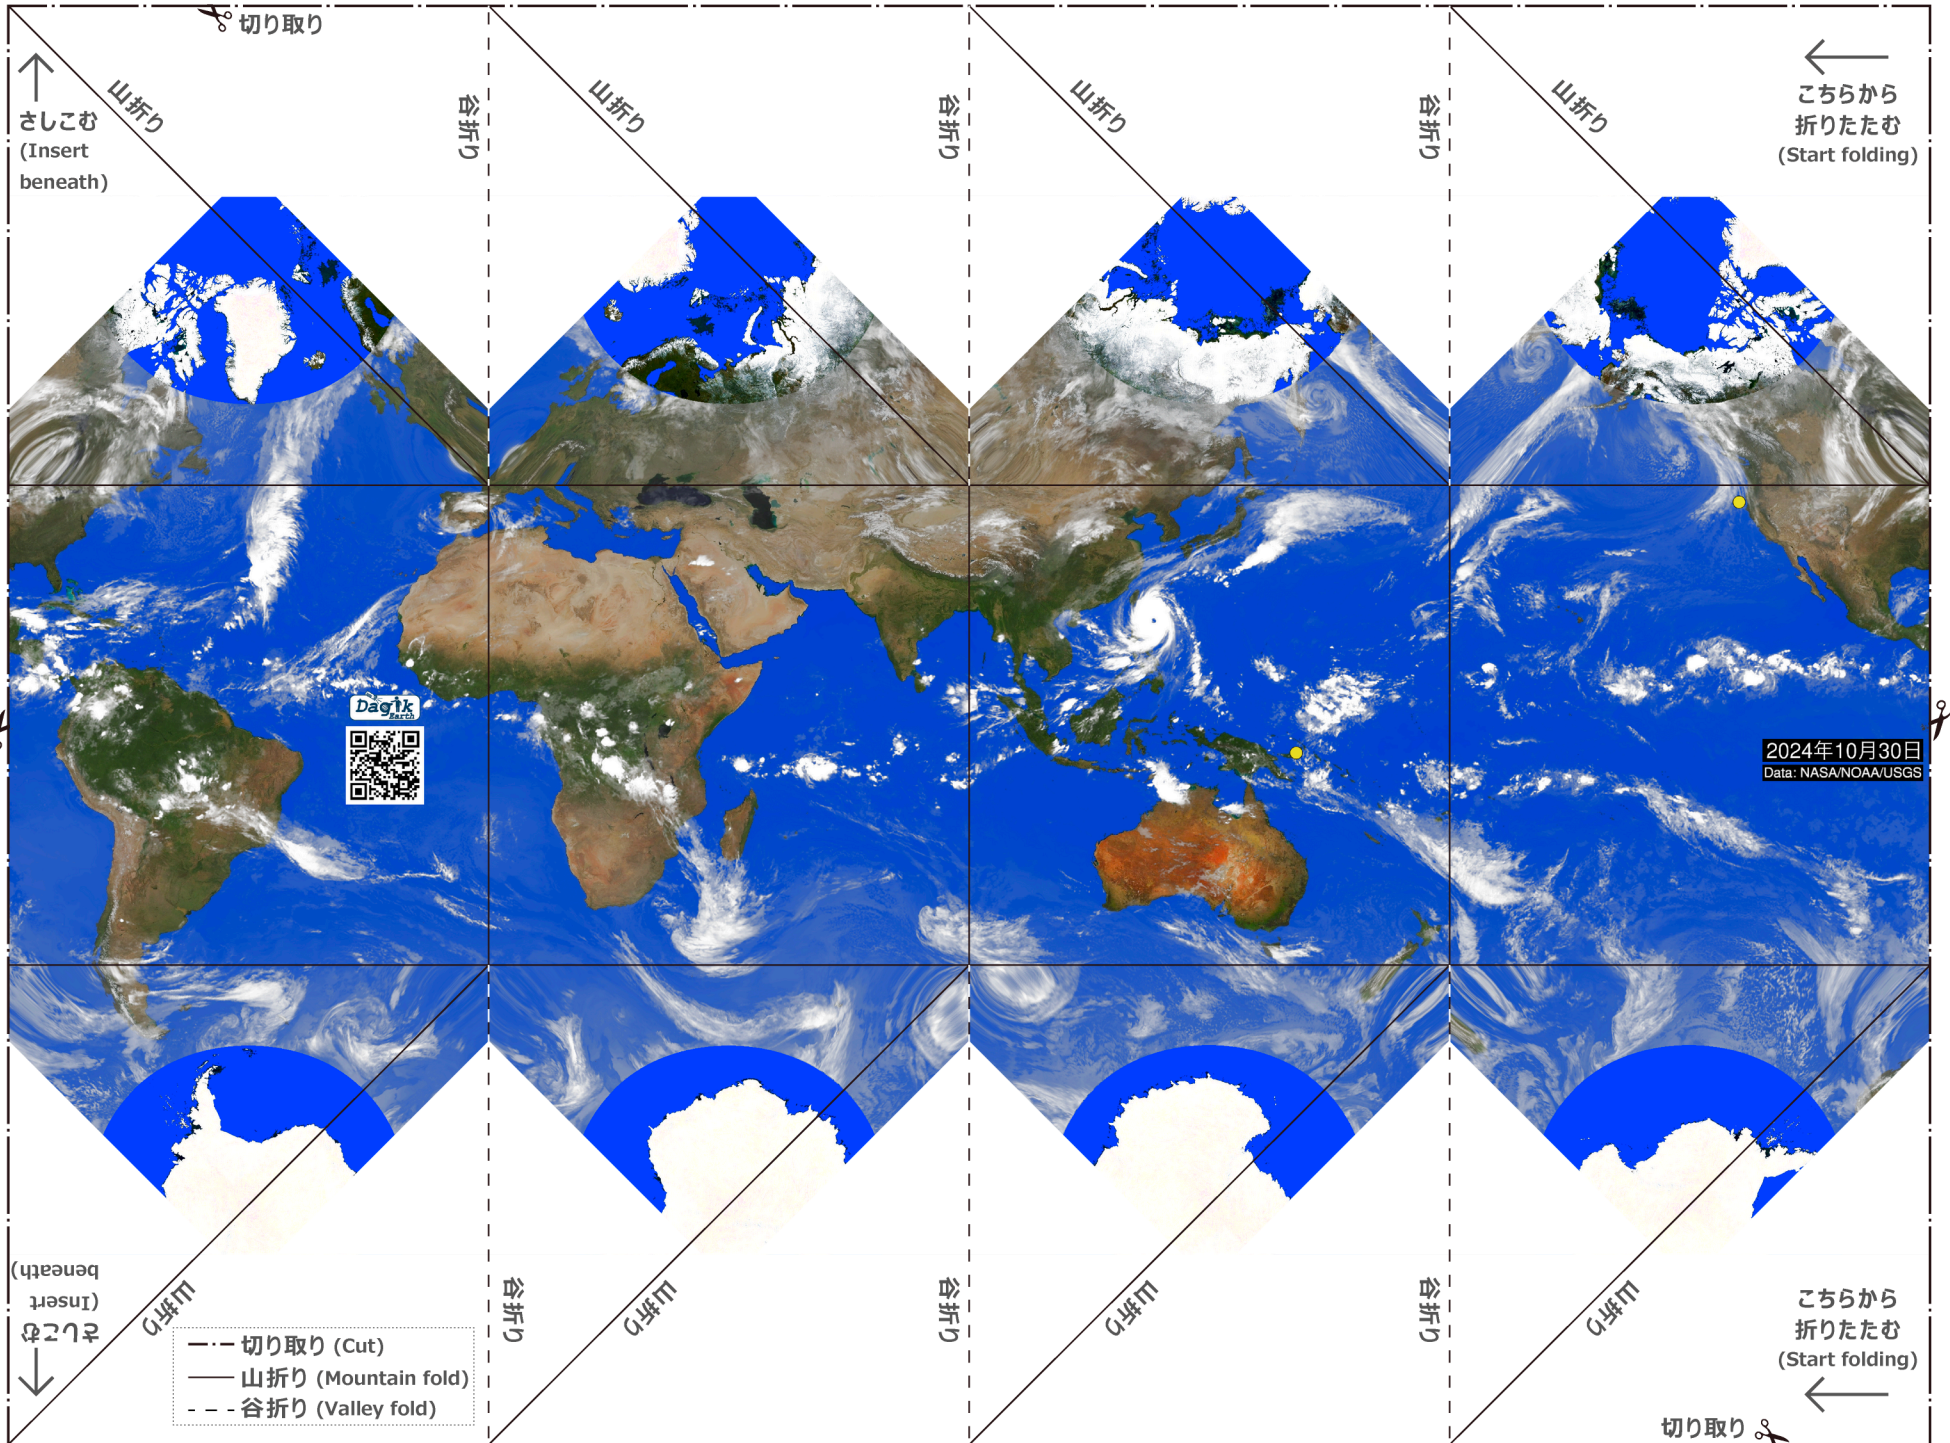 切り取り
山折り
谷折り
山折り
谷折り
山折り
谷折り
山折り
さしこむ
(Insert
beneath)
こちらから
折りたたむ
(Start folding)
Dagik
Earth
2024年10月30日
Data: NASA/NOAA/USGS
さしこむ
(Insert
beneath)
山折り
谷折り
山折り
谷折り
山折り
谷折り
山折り
こちらから
折りたたむ
(Start folding)
切り取り (Cut)
山折り (Mountain fold)
谷折り (Valley fold)
切り取り